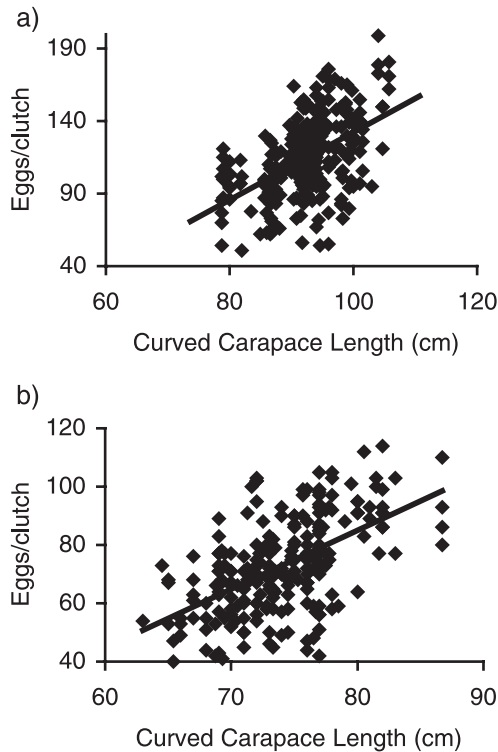 a)
190
140
90
40
Eggs/clutch
60 80 100 120
Curved Carapace Length (cm)
b)
120
100
80
60
40
Eggs/clutch
60 70 80 90
Curved Carapace Length (cm)